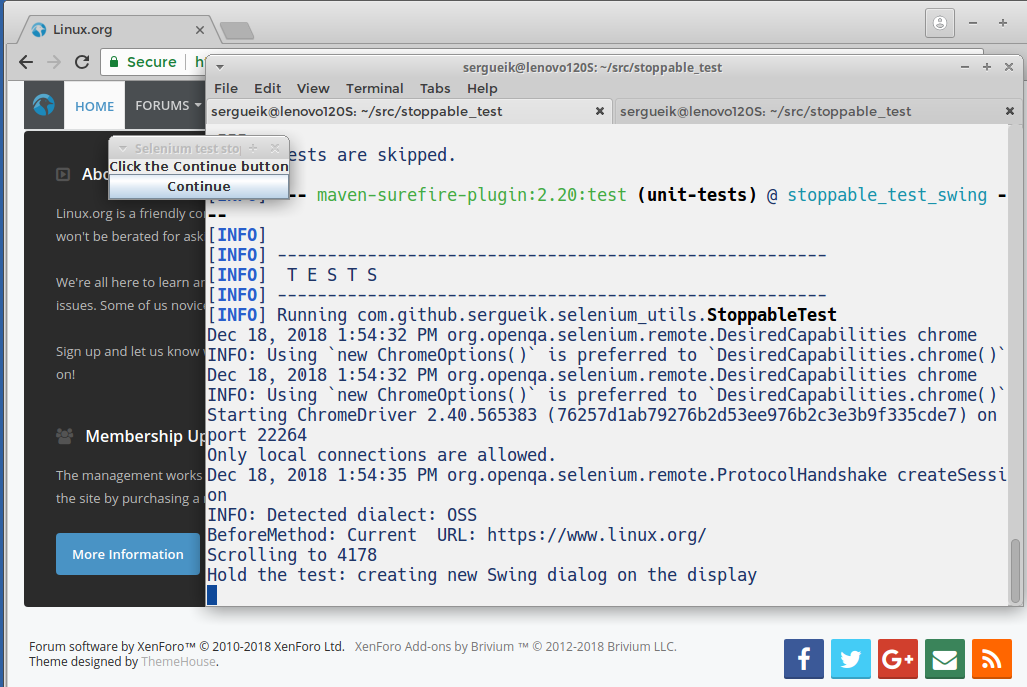 Linux.org
Secure
sergueik@lenovo120S: ~/src/stoppable_test
File Edit View Terminal Tabs Help
HOME FORUMS
sergueik@lenovo120S: ~/src/stoppable_test
sergueik@lenovo120S: ~/src/stoppable_test
Selenium test sto
Click the Continue button
Continue
ests are skipped.
-- maven-surefire-plugin:2.20:test (unit-tests) @ stoppable_test_swing -
--
[INFO]
[INFO] -------------------------------------------------------
[INFO]  T E S T S
[INFO] -------------------------------------------------------
[INFO] Running com.github.sergueik.selenium_utils.StoppableTest
Dec 18, 2018 1:54:32 PM org.openqa.selenium.remote.DesiredCapabilities chrome
INFO: Using `new ChromeOptions()` is preferred to `DesiredCapabilities.chrome()`
Dec 18, 2018 1:54:32 PM org.openqa.selenium.remote.DesiredCapabilities chrome
INFO: Using `new ChromeOptions()` is preferred to `DesiredCapabilities.chrome()`
Starting ChromeDriver 2.40.565383 (76257d1ab79276b2d53ee976b2c3e3b9f335cde7) on
port 22264
Only local connections are allowed.
Dec 18, 2018 1:54:35 PM org.openqa.selenium.remote.ProtocolHandshake createSessi
on
INFO: Detected dialect: OSS
BeforeMethod: Current  URL: https://www.linux.org/
Scrolling to 4178
Hold the test: creating new Swing dialog on the display
Abo
Linux.org is a friendly co
won't be berated for ask
We're all here to learn ar
issues. Some of us novic
Sign up and let us know
on!
Membership Up
The management works
the site by purchasing a
More Information
Forum software by XenForo™ © 2010-2018 XenForo Ltd. XenForo Add-ons by Brivium ™ © 2012-2018 Brivium LLC.
Theme designed by ThemeHouse.